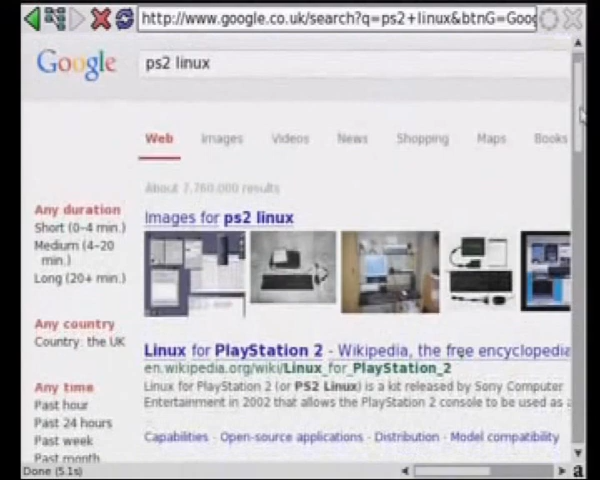 http://www.google.co.uk/search?q=ps2+linux&btnG=Goo
Google
ps2 linux
Web Images Videos News Shopping Maps Books
About 7,760,000 results
Any duration
Short (0–4 min.)
Medium (4–20
min.)
Long (20+ min.)
Any country
Country: the UK
Any time
Past hour
Past 24 hours
Past week
Past month
Images for ps2 linux
Linux for PlayStation 2 - Wikipedia, the free encyclopedia
en.wikipedia.org/wiki/Linux_for_PlayStation_2
Linux for PlayStation 2 (or PS2 Linux) is a kit released by Sony Computer
Entertainment in 2002 that allows the PlayStation 2 console to be used as
Capabilities - Open-source applications - Distribution - Model compatibility
Done (5.1s)
a